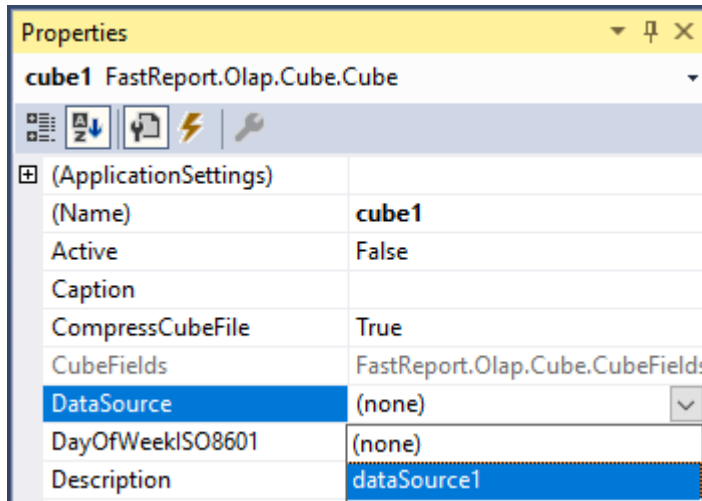 Properties
cube1 FastReport.Olap.Cube.Cube
(ApplicationSettings)
(Name) cube1
Active False
Caption
CompressCubeFile True
CubeFields FastReport.Olap.Cube.CubeFields
DataSource (none)
DayOfWeekISO8601 (none)
Description dataSource1